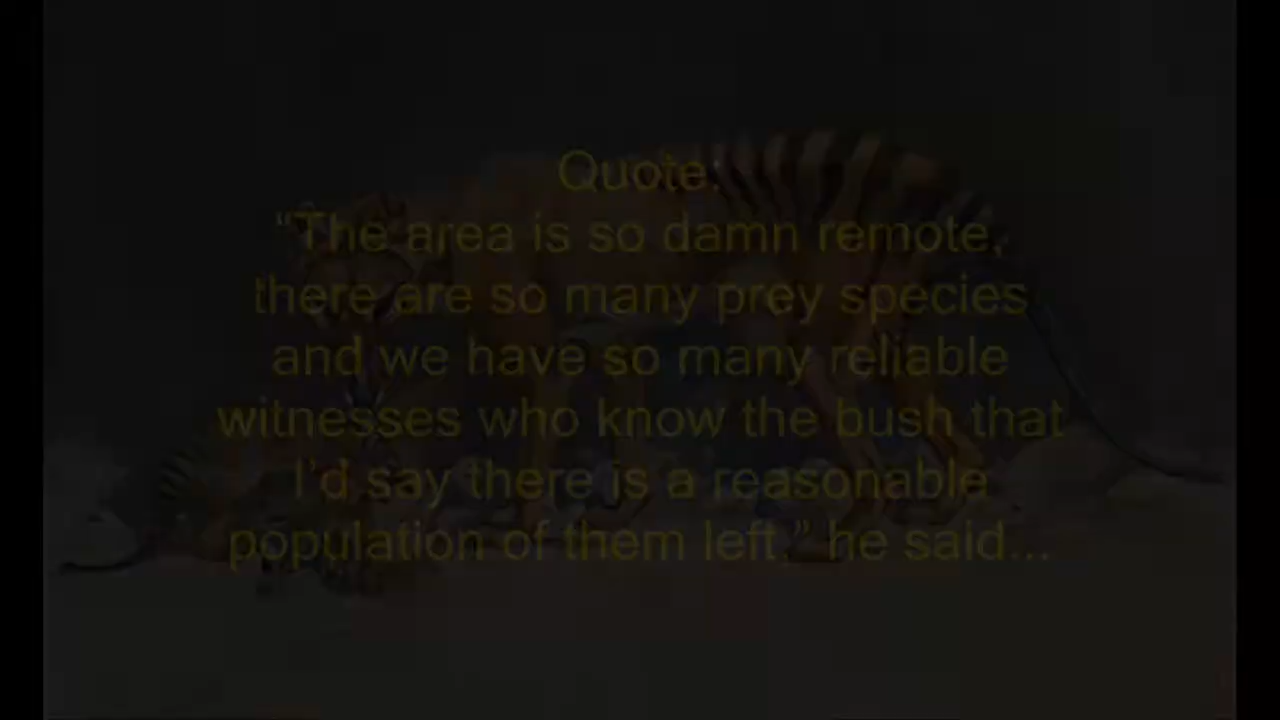 Quote:
“The area is so damn remote,
there are so many prey species
and we have so many reliable
witnesses who know the bush that
I’d say there is a reasonable
population of them left.” he said...